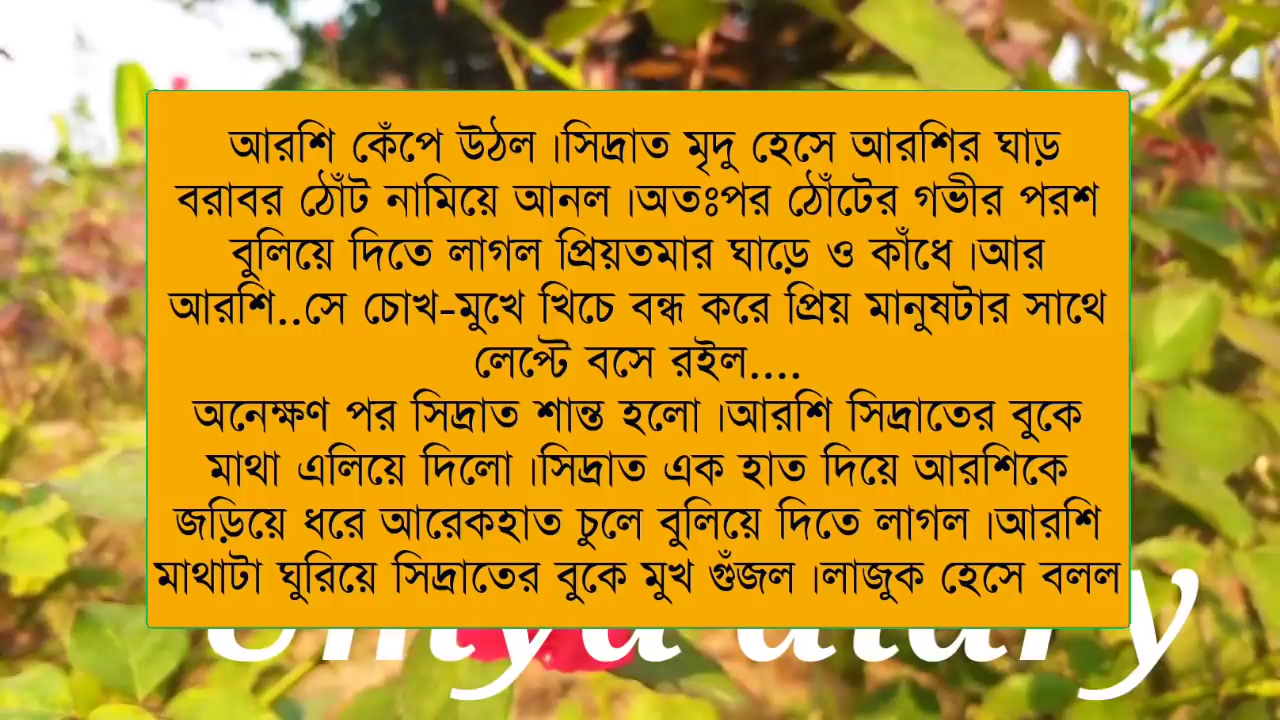 আরশি কেঁপে উঠল।সিদ্রাত মৃদু হেসে আরশির ঘাড়
বরাবর ঠোঁট নামিয়ে আনল।অতঃপর ঠোঁটের গভীর পরশ
বুলিয়ে দিতে লাগল প্রিয়তমার ঘাড়ে ও কাঁধে।আর
আরশি..সে চোখ-মুখে খিচে বন্ধ করে প্রিয় মানুষটার সাথে
লেপ্টে বসে রইল....
অনেক্ষণ পর সিদ্রাত শান্ত হলো।আরশি সিদ্রাতের বুকে
মাথা এলিয়ে দিলো।সিদ্রাত এক হাত দিয়ে আরশিকে
জড়িয়ে ধরে আরেকহাত চুলে বুলিয়ে দিতে লাগল।আরশি
মাথাটা ঘুরিয়ে সিদ্রাতের বুকে মুখ গুঁজল।লাজুক হেসে বলল